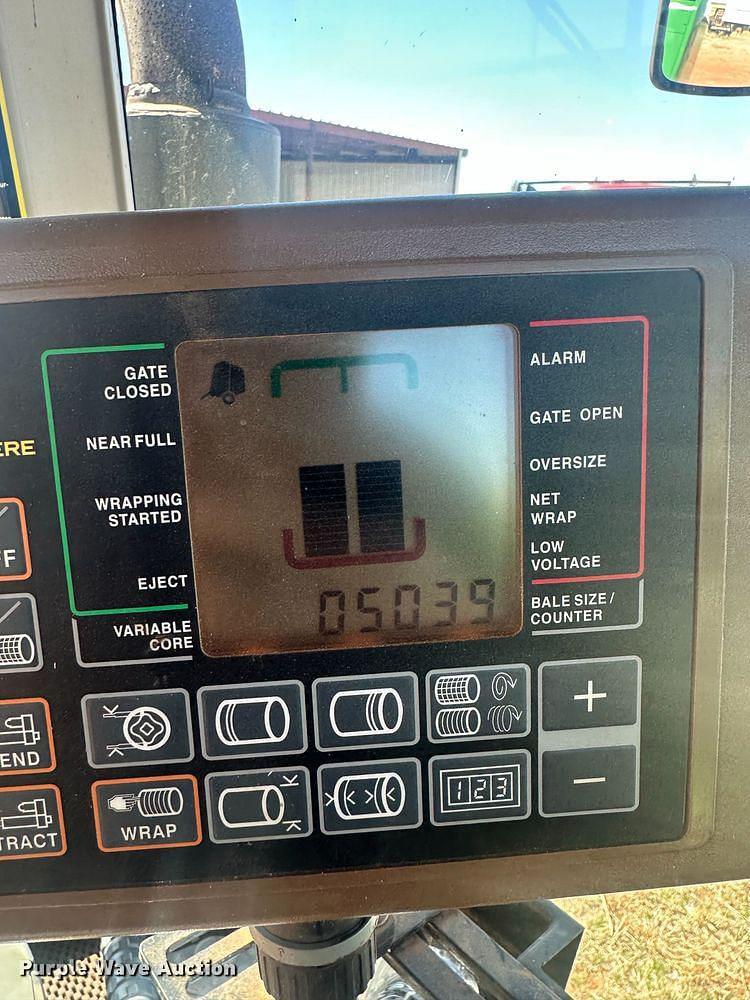 GATE
CLOSED
NEAR FULL
WRAPPING
STARTED
EJECT
VARIABLE
CORE
ALARM
GATE OPEN
OVERSIZE
NET
WRAP
LOW
VOLTAGE
BALE SIZE /
COUNTER
05039
ERE
FF
END
TRACT
WRAP
123
+
−
Purple Wave Auction